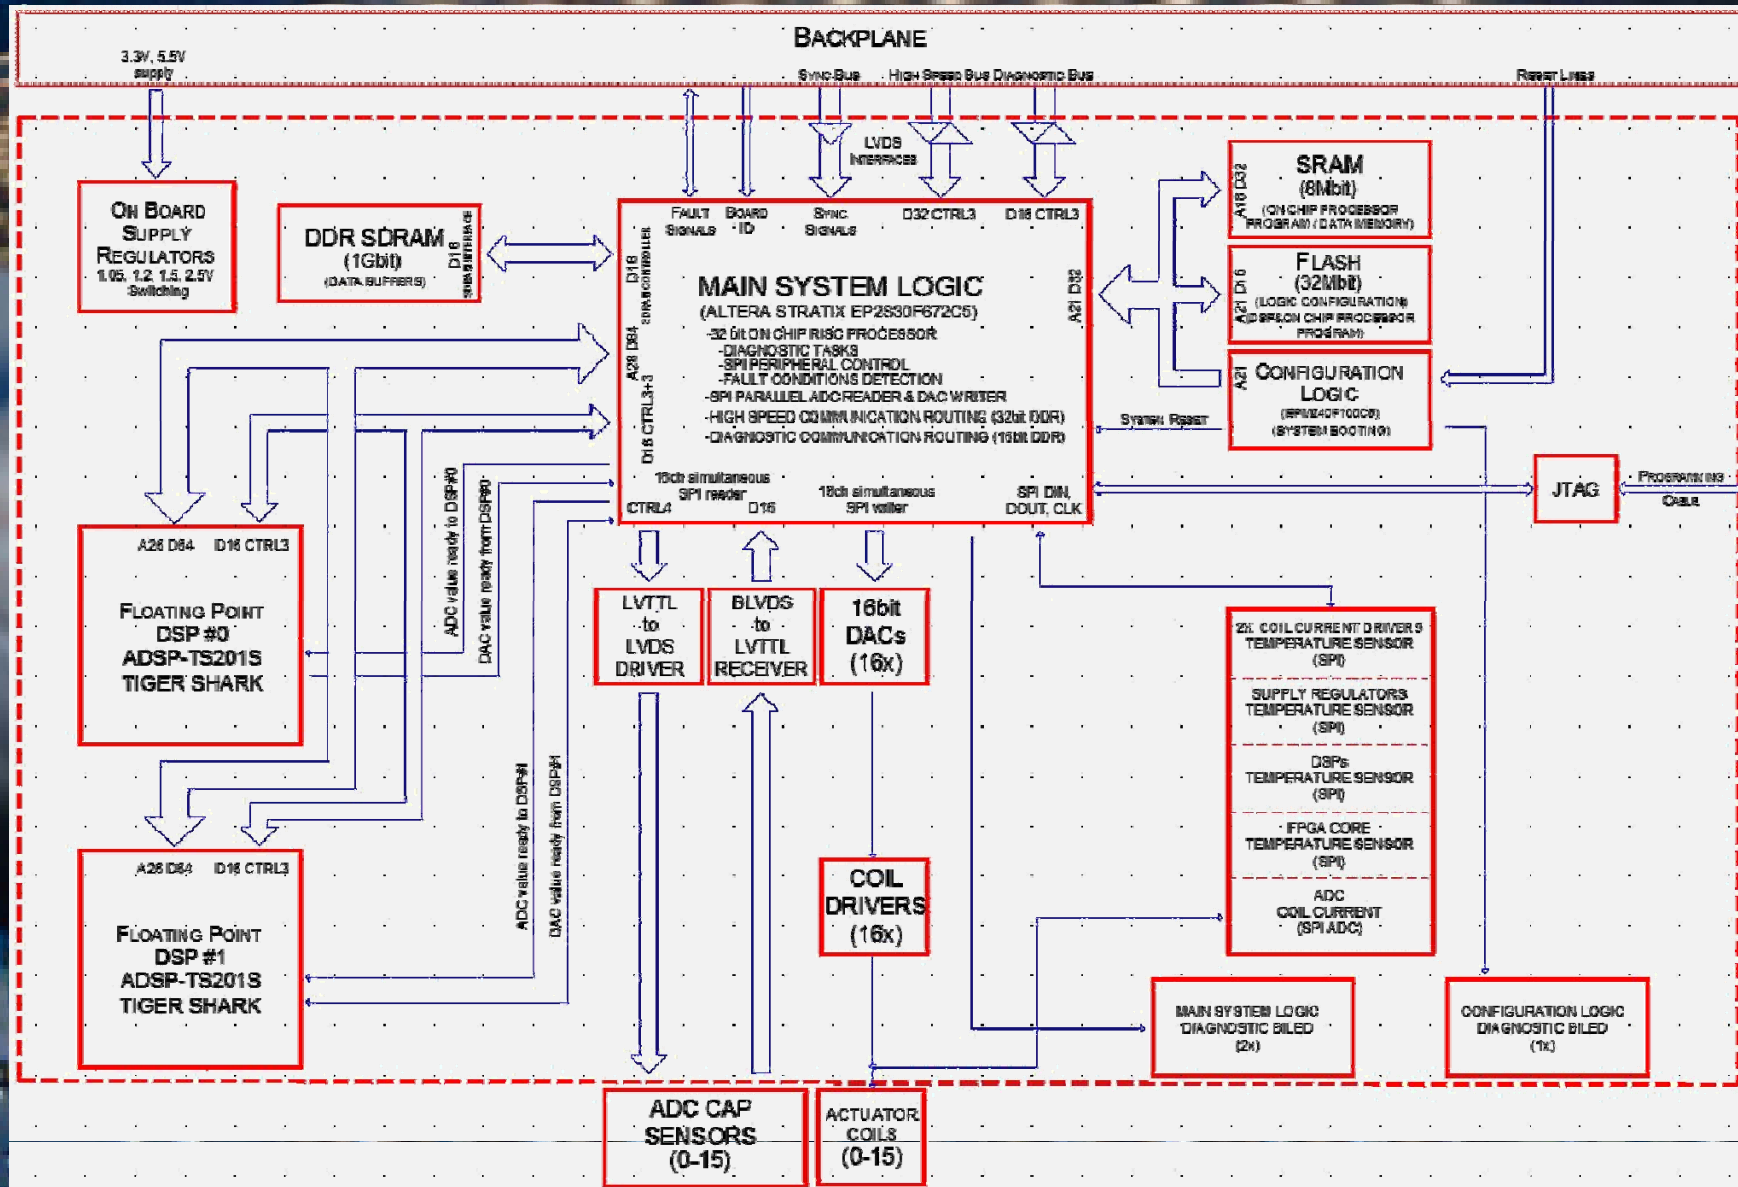 BACKPLANE
3.3V, 5.5V
supply
SYNC BUS
HIGH SPEED BUS
DIAGNOSTIC BUS
RESET LINES
LVDS
INTERFACES
ON BOARD
SUPPLY
REGULATORS
1.05, 1.2, 1.5, 2.5V
Switching
DDR SDRAM
(1Gbit)
(DATA BUFFERS)
D16
SDRAM INTERFACE
FAULT
SIGNALS
BOARD
ID
SYNC
SIGNALS
D32 CTRL3
D16 CTRL3
D16
SDRAM CONTROLLER
MAIN SYSTEM LOGIC
(ALTERA STRATIX EP2S30F672C5)
-32 bit ON CHIP RISC PROCESSOR
-DIAGNOSTIC TASKS
-SPI PERIPHERAL CONTROL
-FAULT CONDITIONS DETECTION
-SPI PARALLEL ADC READER & DAC WRITER
-HIGH SPEED COMMUNICATION ROUTING (32bit DDR)
-DIAGNOSTIC COMMUNICATION ROUTING (16bit DDR)
D64
D16 CTRL3+3
A21 D32
16ch simultaneous
SPI reader
16ch simultaneous
SPI writer
CTRL4
D16
SPI DIN,
DOUT, CLK
SRAM
(8Mbit)
(ON CHIP PROCESSOR
PROGRAM / DATA MEMORY)
A18 D32
FLASH
(32Mbit)
(LOGIC CONFIGURATION)
(DSP&ON CHIP PROCESSOR
PROGRAM)
A21 D16
CONFIGURATION
LOGIC
(SYSTEM BOOTING)
A21
SYSTEM RESET
JTAG
PROGRAMMING
CABLE
A26 D64
D16 CTRL3
FLOATING POINT
DSP #0
ADSP-TS201S
TIGER SHARK
ADC value ready to DSP#0
DAC value ready from DSP#0
LVTTL
to
LVDS
DRIVER
BLVDS
to
LVTTL
RECEIVER
16bit
DACs
(16x)
2X COIL CURRENT DRIVERS
TEMPERATURE SENSOR
(SPI)
SUPPLY REGULATORS
TEMPERATURE SENSOR
(SPI)
DSPs
TEMPERATURE SENSOR
(SPI)
FPGA CORE
TEMPERATURE SENSOR
(SPI)
ADC
COIL CURRENT
(SPI ADC)
ADC value ready to DSP#1
DAC value ready from DSP#1
A26 D64
D16 CTRL3
FLOATING POINT
DSP #1
ADSP-TS201S
TIGER SHARK
COIL
DRIVERS
(16x)
MAIN SYSTEM LOGIC
DIAGNOSTIC BILED
(2x)
CONFIGURATION LOGIC
DIAGNOSTIC BILED
(1x)
ADC CAP
SENSORS
(0-15)
ACTUATOR
COILS
(0-15)